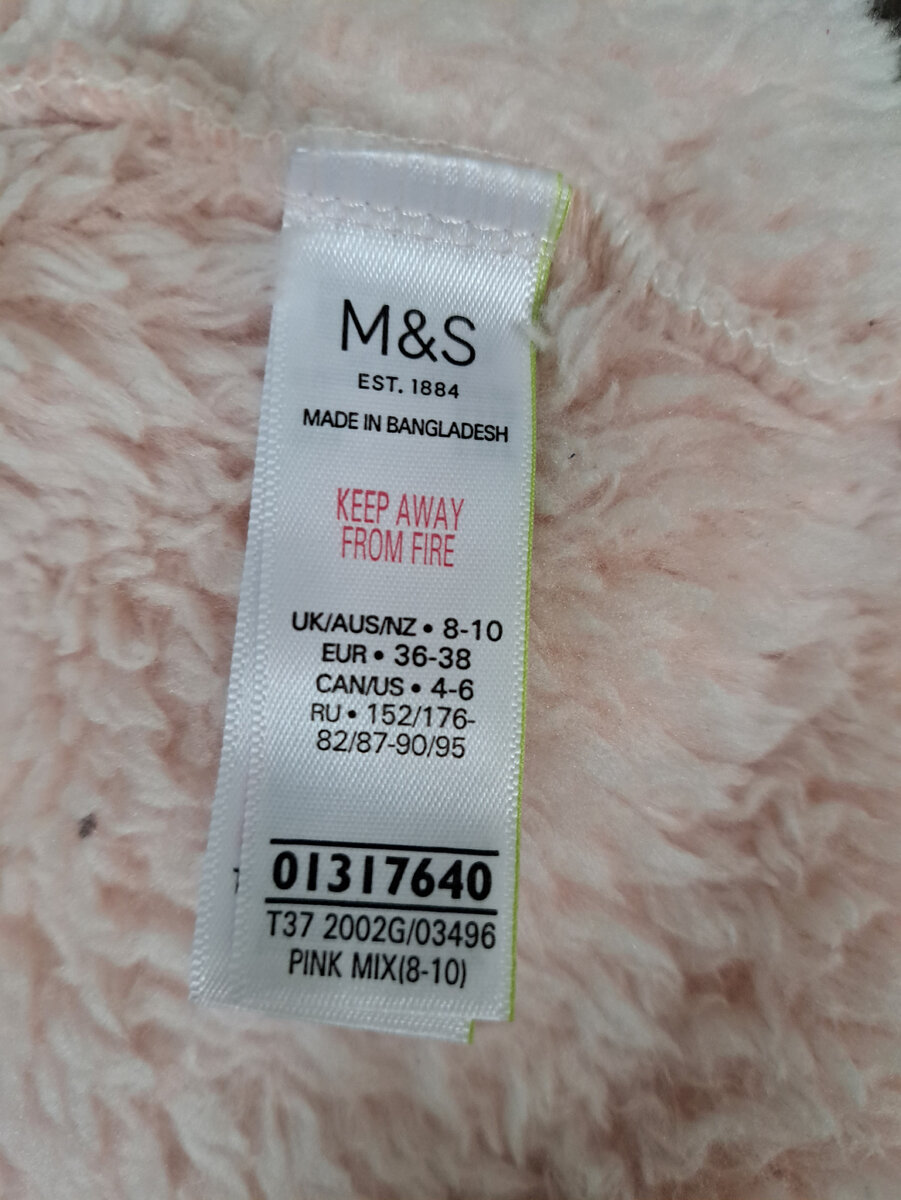 M&S
EST. 1884
MADE IN BANGLADESH
KEEP AWAY
FROM FIRE
UK/AUS/NZ • 8-10
EUR • 36-38
CAN/US • 4-6
RU • 152/176-
82/87-90/95
01317640
T37 2002G/03496
PINK MIX(8-10)